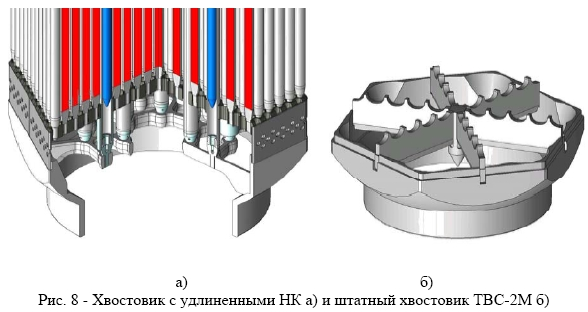 а) б)
Рис. 8 - Хвостовик с удлиненными НК а) и штатный хвостовик ТВС-2М б)